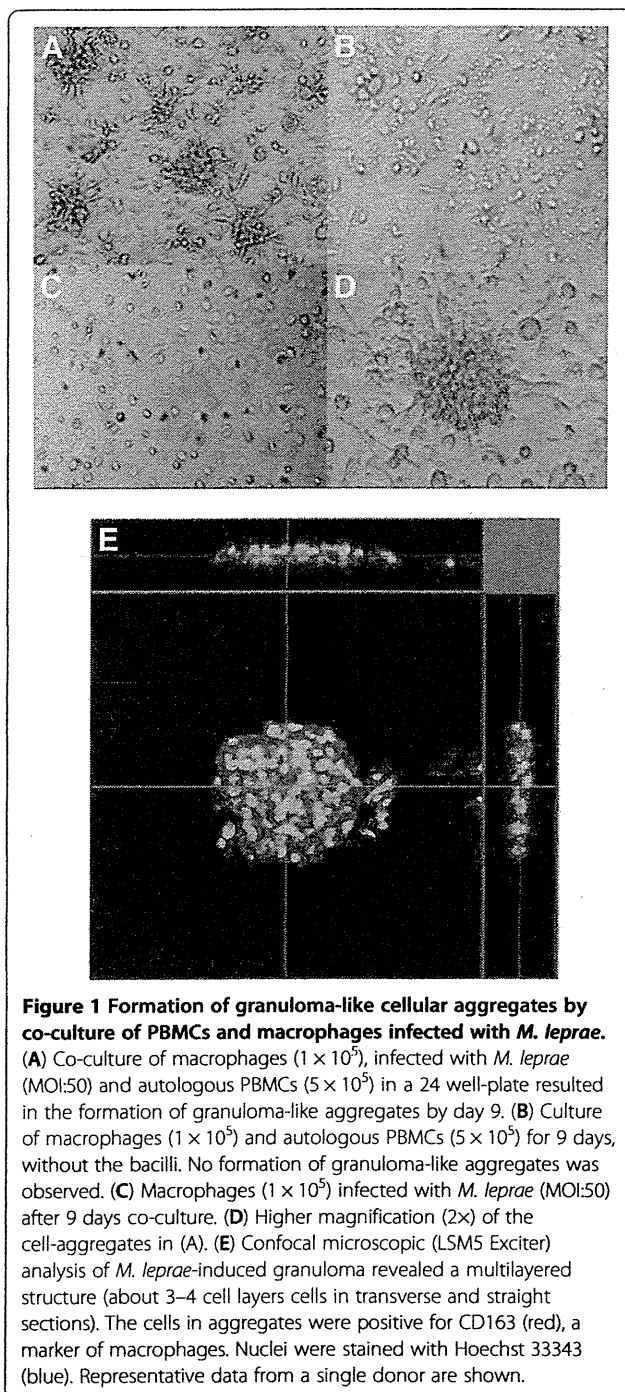 A
B
C
D
E
Figure 1 Formation of granuloma-like cellular aggregates by
co-culture of PBMCs and macrophages infected with M. leprae.
(A) Co-culture of macrophages (1 × 10⁵), infected with M. leprae
(MOI:50) and autologous PBMCs (5 × 10⁵) in a 24 well-plate resulted
in the formation of granuloma-like aggregates by day 9. (B) Culture
of macrophages (1 × 10⁵) and autologous PBMCs (5 × 10⁵) for 9 days,
without the bacilli. No formation of granuloma-like aggregates was
observed. (C) Macrophages (1 × 10⁵) infected with M. leprae (MOI:50)
after 9 days co-culture. (D) Higher magnification (2×) of the
cell-aggregates in (A). (E) Confocal microscopic (LSM5 Exciter)
analysis of M. leprae-induced granuloma revealed a multilayered
structure (about 3–4 cell layers cells in transverse and straight
sections). The cells in aggregates were positive for CD163 (red), a
marker of macrophages. Nuclei were stained with Hoechst 33343
(blue). Representative data from a single donor are shown.